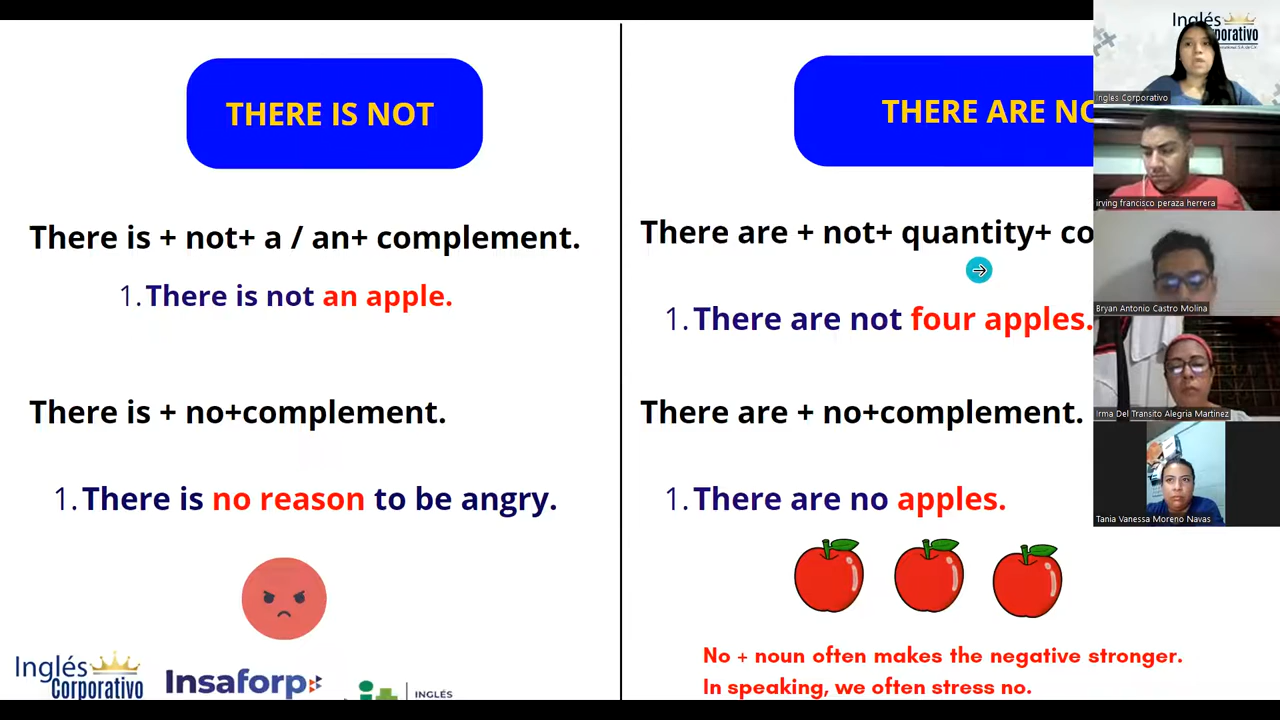 THERE IS NOT
There is + not+ a / an+ complement.
1. There is not an apple.
There is + no+complement.
1. There is no reason to be angry.
Inglés
Corporativo
Insaforp
INGLÉS
THERE ARE NO
There are + not+ quantity+ co
1. There are not four apples.
There are + no+complement.
1. There are no apples.
No + noun often makes the negative stronger.
In speaking, we often stress no.
Inglés
porativo
Inglés Corporativo
irving francisco peraza herrera
Bryan Antonio Castro Molina
Irma Del Transito Alegria Martinez
Tania Vanessa Moreno Navas